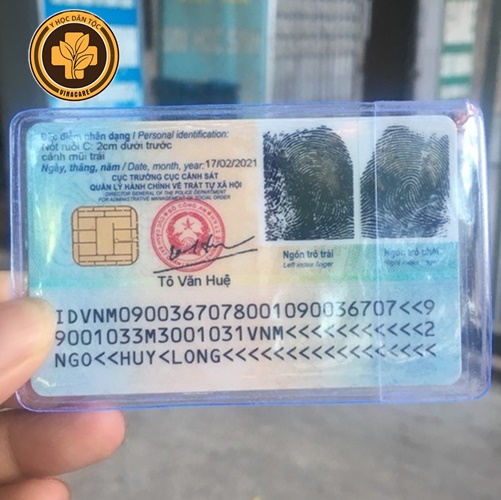 Y HỌC DÂN TỘC
VIRACARE
Đặc điểm nhân dạng / Personal identification:
Nốt ruồi C: 2cm dưới trước
cánh mũi trái
Ngày, tháng, năm / Date, month, year: 17/02/2021
CỤC TRƯỞNG CỤC CẢNH SÁT
QUẢN LÝ HÀNH CHÍNH VỀ TRẬT TỰ XÃ HỘI
DIRECTOR GENERAL OF THE POLICE DEPARTMENT
FOR ADMINISTRATIVE MANAGEMENT OF SOCIAL ORDER
Tô Văn Huệ
Ngón trỏ trái
Left index finger
Ngón trỏ phải
Right index finger
IDVNM0900367078001090036707<<9
9001033M3001031VNM<<<<<<<<<<<2
NGO<<HUY<LONG<<<<<<<<<<<<<<<<<